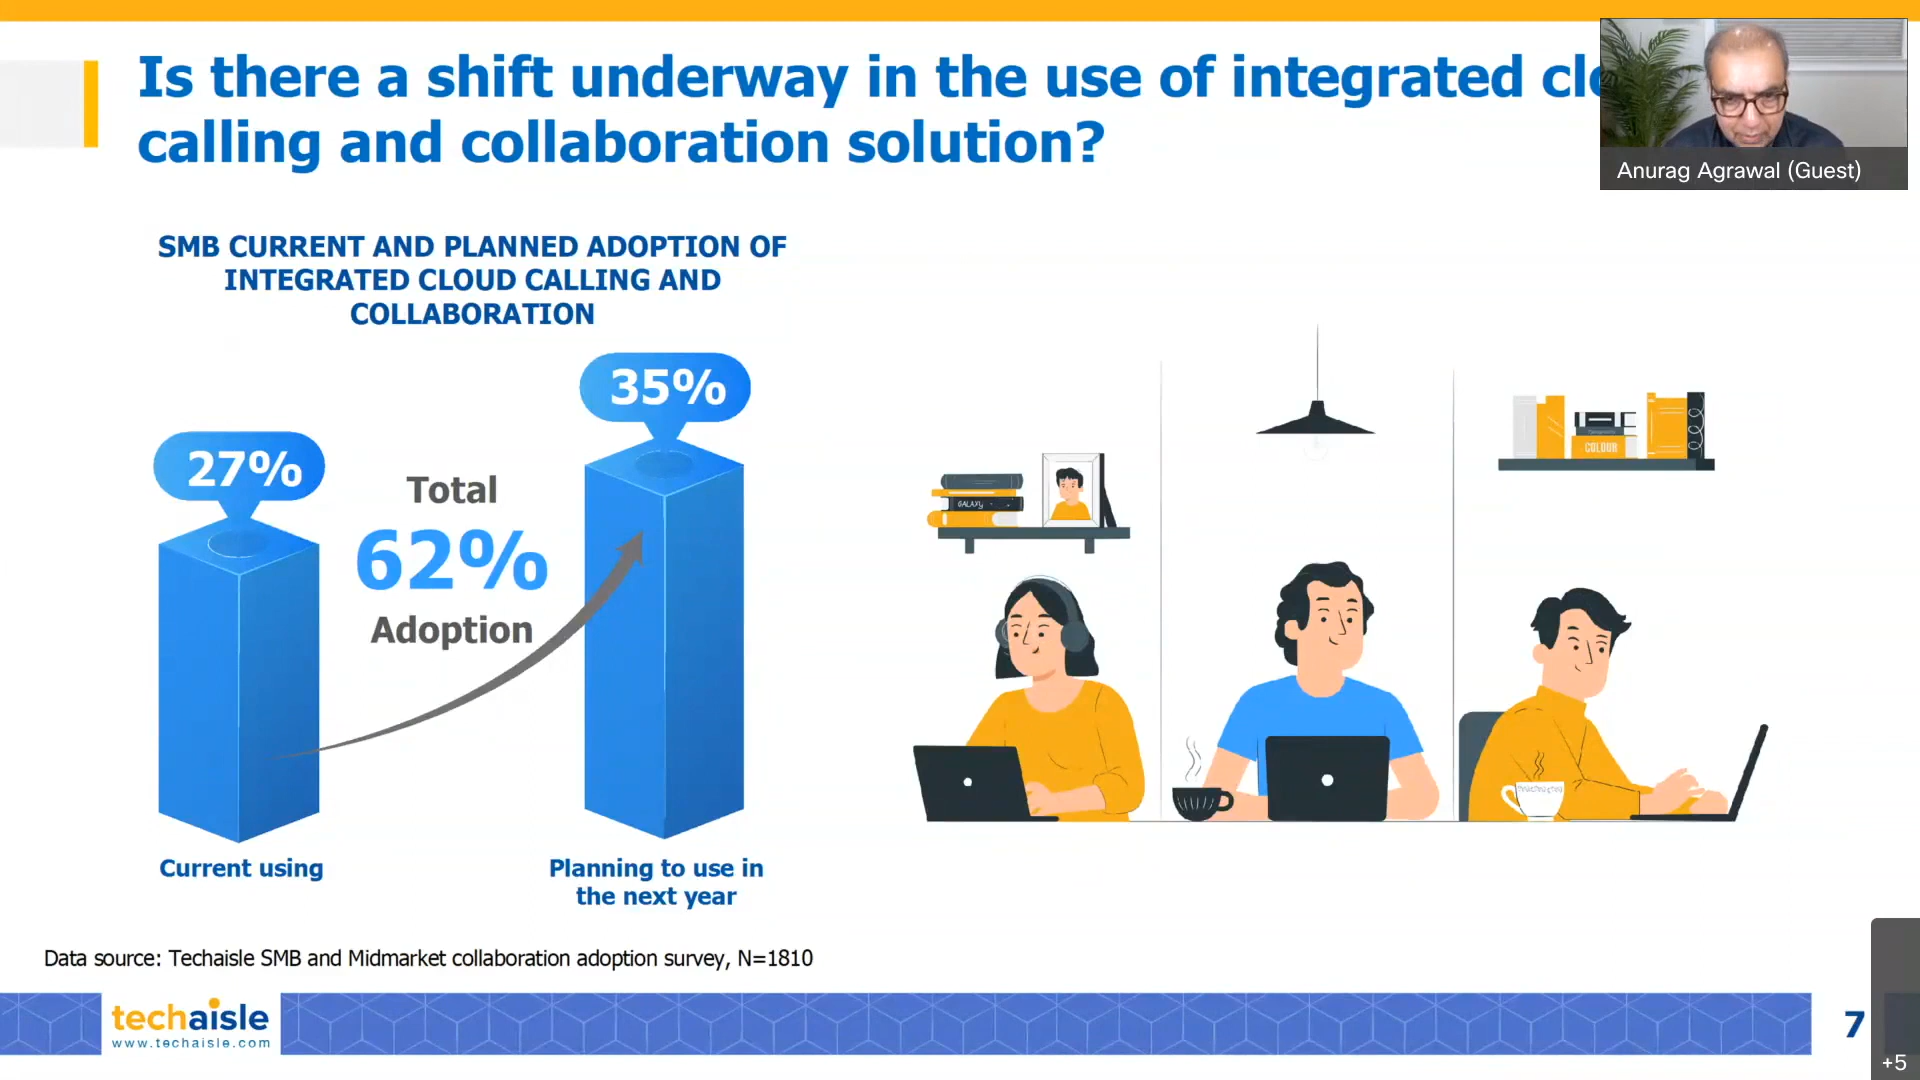 Is there a shift underway in the use of integrated
calling and collaboration solution?
Anurag Agrawal (Guest)
SMB CURRENT AND PLANNED ADOPTION OF
INTEGRATED CLOUD CALLING AND
COLLABORATION
35%
27%
Total
62%
Adoption
GALAXY
COLOUR
Current using
Planning to use in
the next year
Data source: Techaisle SMB and Midmarket collaboration adoption survey, N=1810
techaisle
www.techaisle.com
7
+5